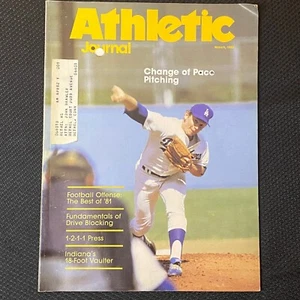 Athletic
Journal
Change of Pace
Pitching
Football Offense:
The Best of '81
Fundamentals of
Drive Blocking
1-2-1-1 Press
Indiana's
18-Foot Vaulter